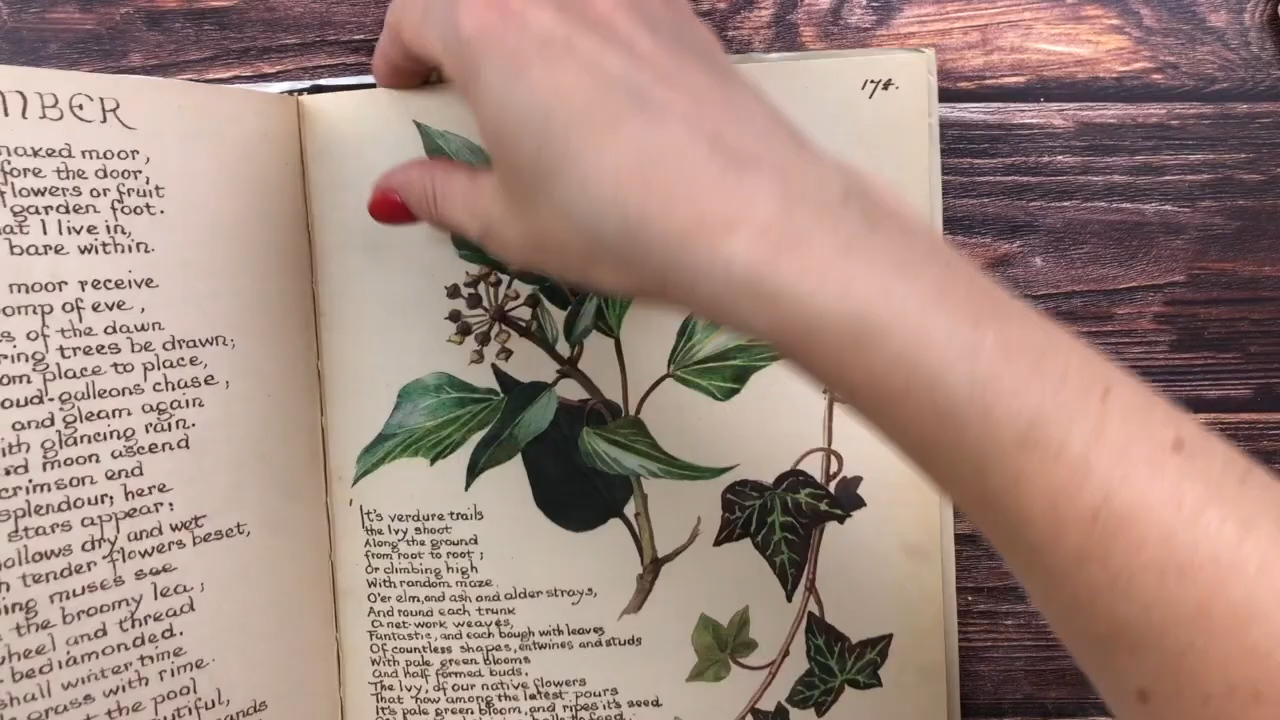 MBER
naked moor,
fore the door,
flowers or fruit
garden foot.
at I live in,
bare within.
moor receive
omp of eve,
s of the dawn
ring trees be drawn;
om place to place,
oud-galleons chase,
and gleam again
ith glancing rain.
rd moon ascend
crimson end
splendour; here
stars appear:
ollows dry and wet
h tender flowers beset,
ing muses see
the broomy lea;
wheel and thread
bediamonded.
shall winter time
grass with rime.
t the pool
utiful,
ands
174.
'It's verdure trails
the Ivy shoot
Along the ground
from root to root;
Or climbing high
With random maze,
O'er elm, and ash and alder strays,
And round each trunk
a net-work weaves,
Fantastic, and each bough with leaves
Of countless shapes, entwines and studs
With pale green blooms
and half formed buds.
The Ivy, of our native flowers
That now among the latest pours
It's pale green bloom, and ripes it's seed
feed,